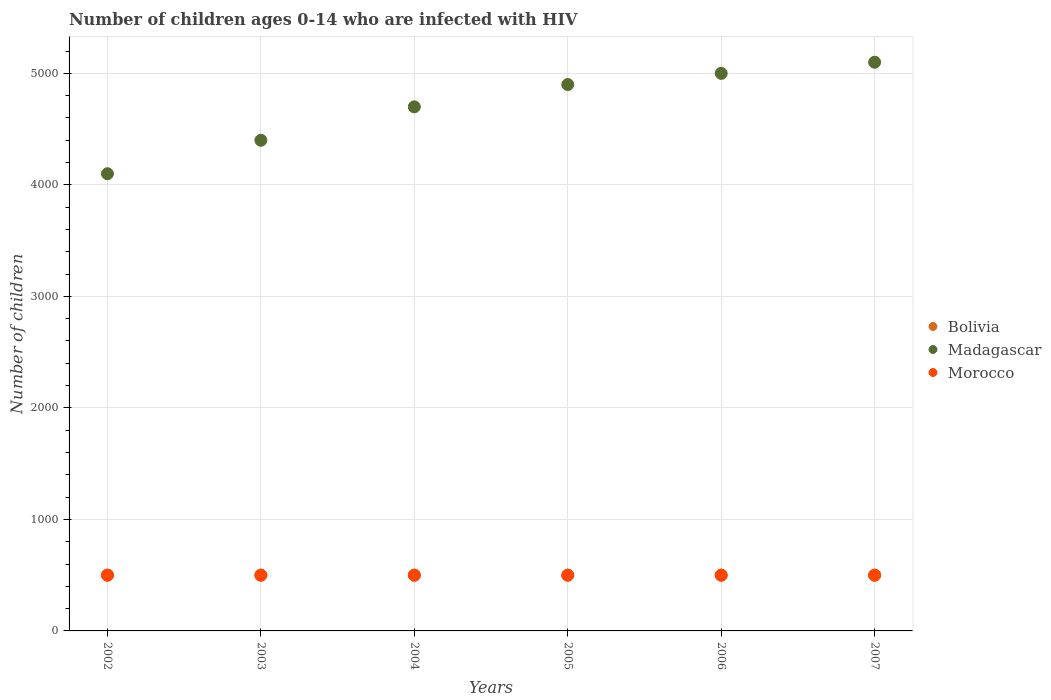 Number of children ages 0-14 who are infected with HIV
Number of children
5000
4000
3000
2000
1000
0
2002
2003
2004
2005
2006
2007
Years
Bolivia
Madagascar
Morocco